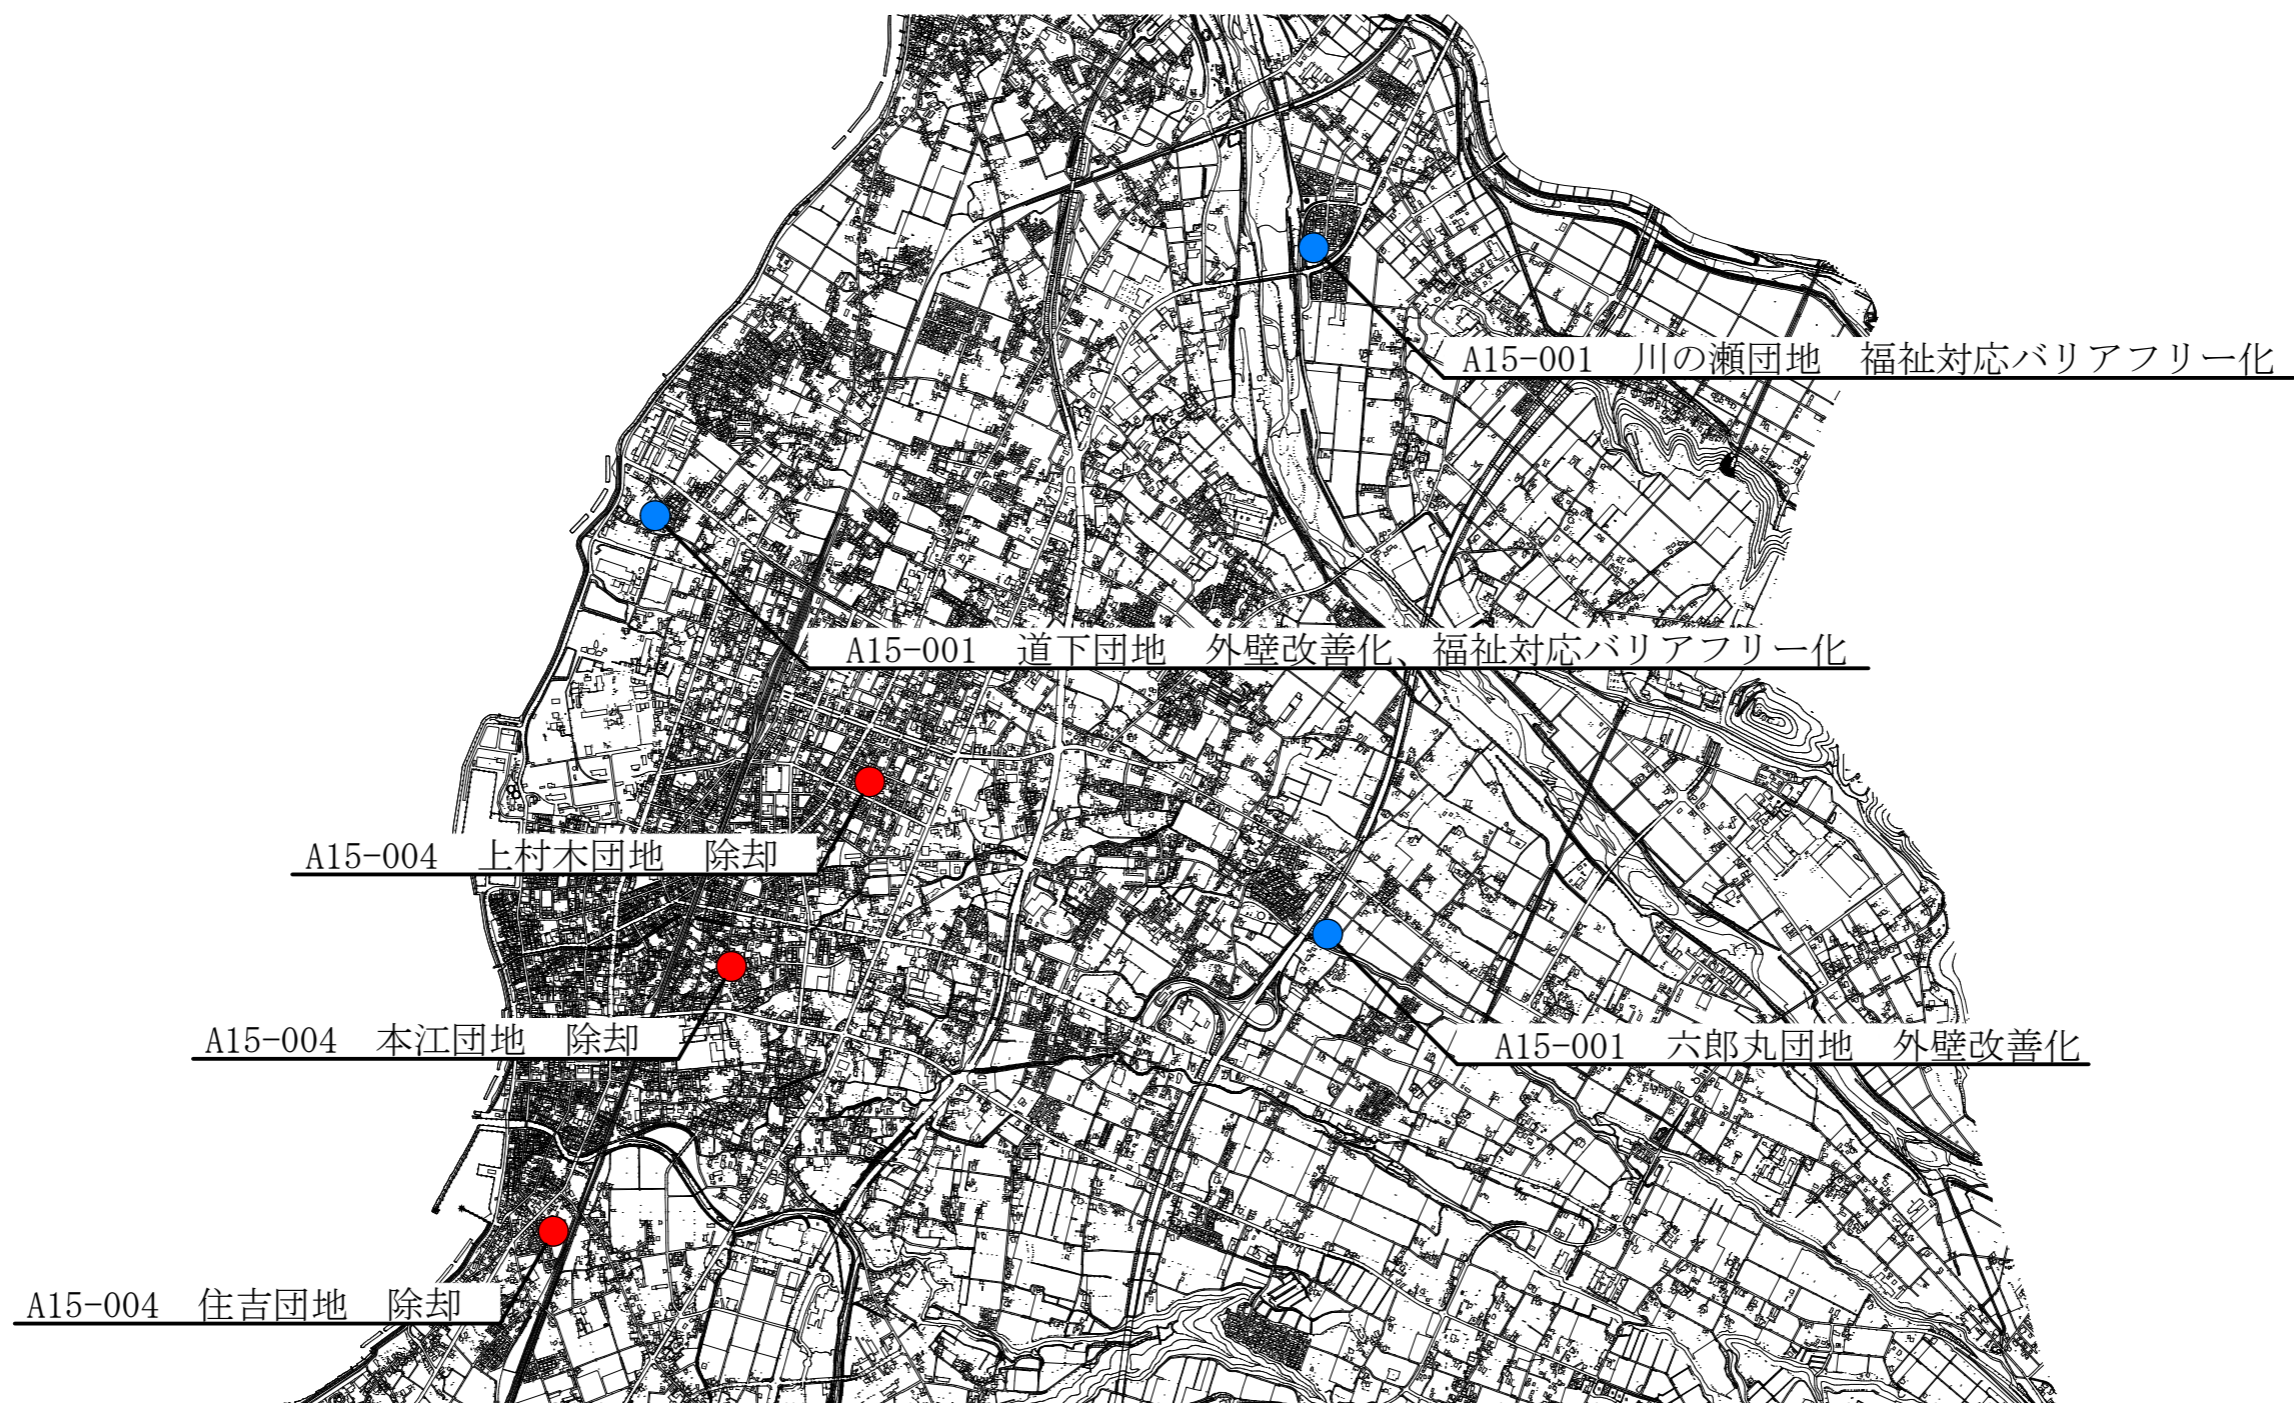 A15-001　川の瀬団地　福祉対応バリアフリー化
A15-001　道下団地　外壁改善化、福祉対応バリアフリー化
A15-004　上村木団地　除却
A15-004　本江団地　除却
A15-001　六郎丸団地　外壁改善化
A15-004　住吉団地　除却